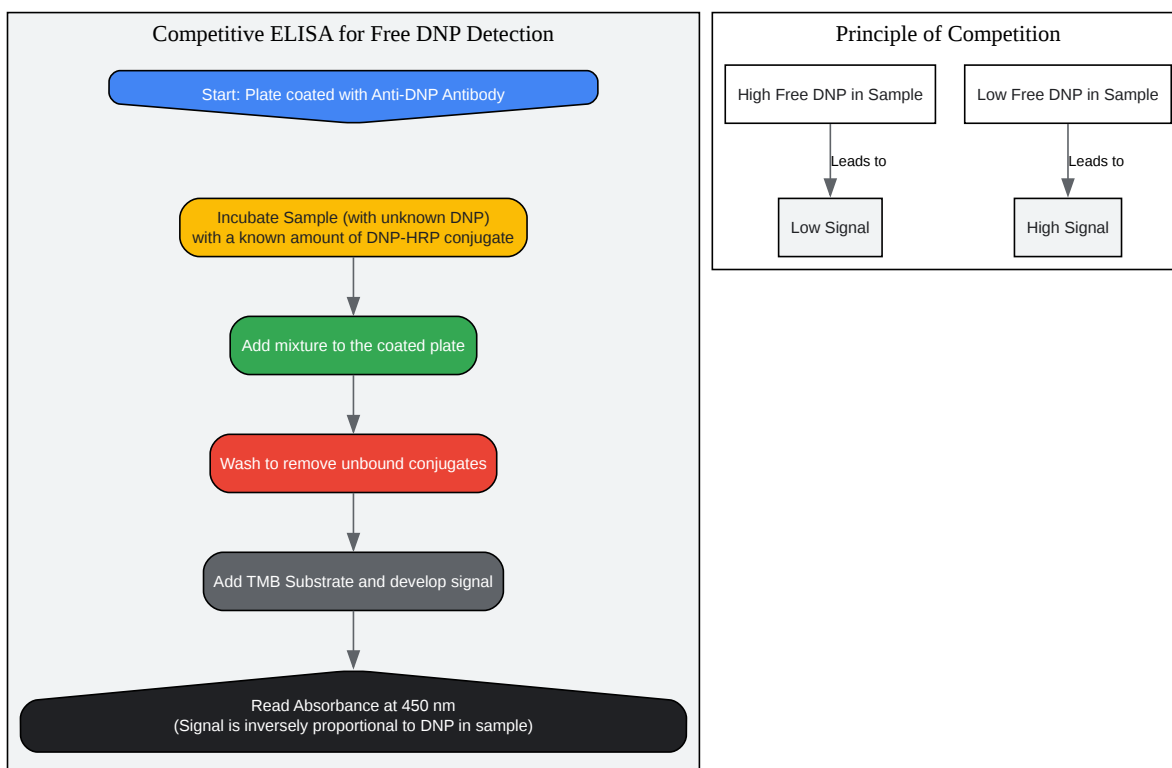 Competitive ELISA for Free DNP Detection
Start: Plate coated with Anti-DNP Antibody
Incubate Sample (with unknown DNP)
with a known amount of DNP-HRP conjugate
Add mixture to the coated plate
Wash to remove unbound conjugates
Add TMB Substrate and develop signal
Read Absorbance at 450 nm
(Signal is inversely proportional to DNP in sample)
Principle of Competition
High Free DNP in Sample
Low Free DNP in Sample
Leads to
Leads to
Low Signal
High Signal